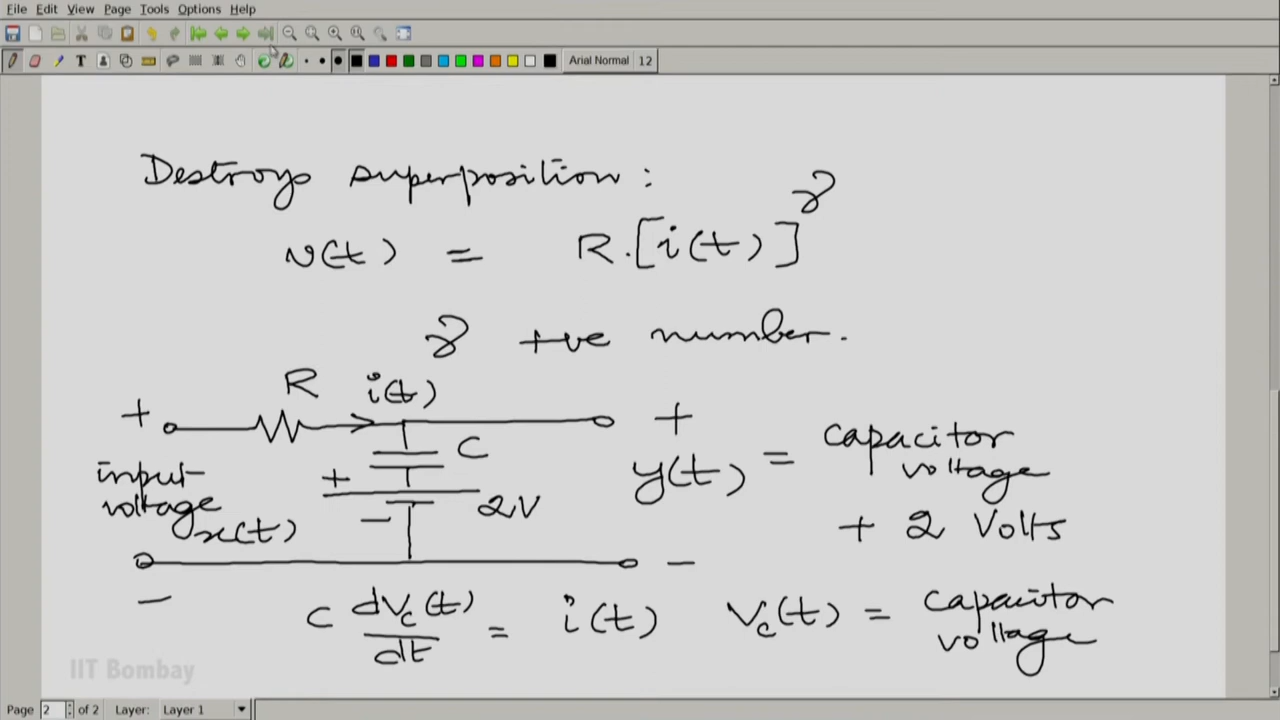 File Edit View Page Tools Options Help
Arial Normal 12
Destroys superposition :
v(t) = R.[i(t)]^γ
γ +ve number.
R i(t)
+ C + y(t) = capacitor voltage + 2 Volts
input voltage x(t) + − 2V
− −
C dVc(t)/dt = i(t) Vc(t) = capacitor voltage
IIT Bombay
Page 2 of 2 Layer: Layer 1